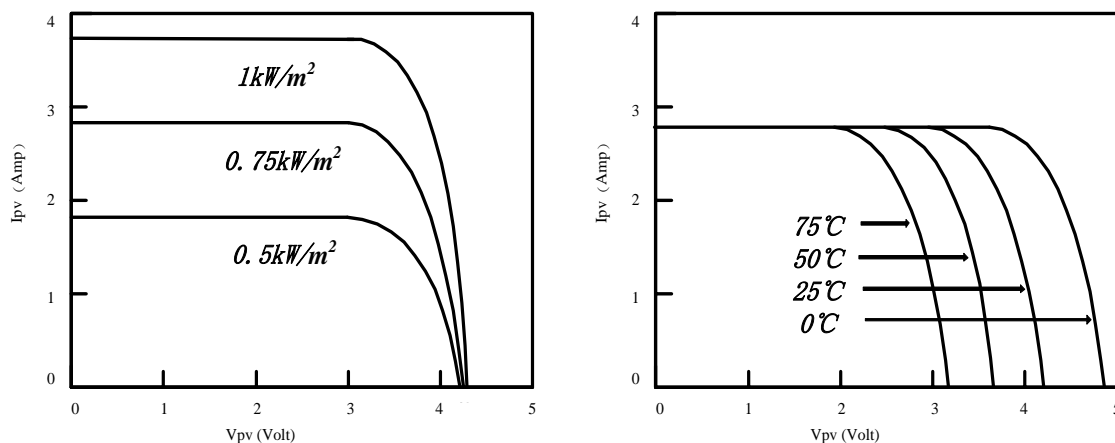 4
3
2
1
0
Ipv (Amp)
1kW/m²
0.75kW/m²
0.5kW/m²
0 1 2 3 4 5
Vpv (Volt)
4
3
2
1
0
Ipv (Amp)
75℃
50℃
25℃
0℃
0 1 2 3 4 5
Vpv (Volt)